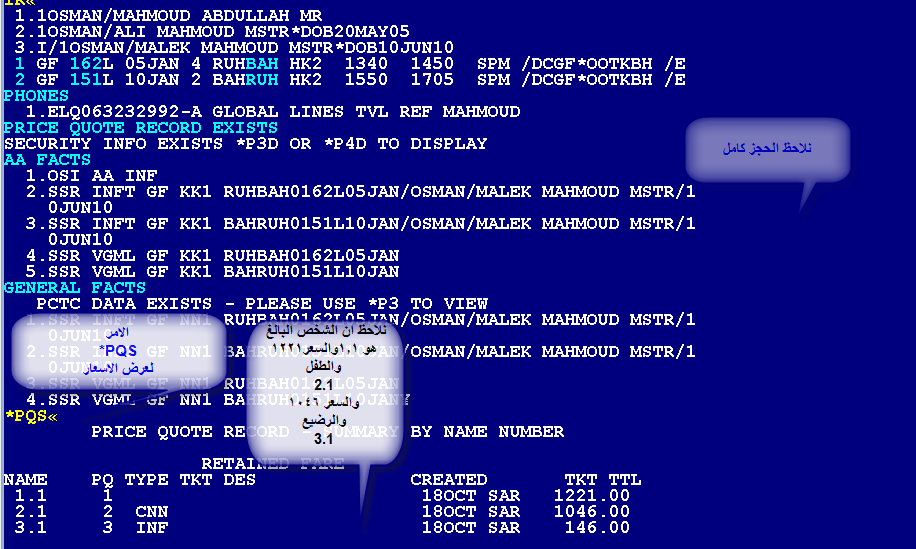 IR«
1.1OSMAN/MAHMOUD ABDULLAH MR
2.1OSMAN/ALI MAHMOUD MSTR*DOB20MAY05
3.I/1OSMAN/MALEK MAHMOUD MSTR*DOB10JUN10
1 GF 162L 05JAN 4 RUHBAH HK2 1340 1450 SPM /DCGF*OOTKBH /E
2 GF 151L 10JAN 2 BAHRUH HK2 1550 1705 SPM /DCGF*OOTKBH /E
PHONES
1.ELQ063232992-A GLOBAL LINES TVL REF MAHMOUD
PRICE QUOTE RECORD EXISTS
SECURITY INFO EXISTS *P3D OR *P4D TO DISPLAY
AA FACTS
1.OSI AA INF
2.SSR INFT GF KK1 RUHBAH0162L05JAN/OSMAN/MALEK MAHMOUD MSTR/1
0JUN10
3.SSR INFT GF KK1 BAHRUH0151L10JAN/OSMAN/MALEK MAHMOUD MSTR/1
0JUN10
4.SSR VGML GF KK1 RUHBAH0162L05JAN
5.SSR VGML GF KK1 BAHRUH0151L10JAN
GENERAL FACTS
PCTC DATA EXISTS - PLEASE USE *P3 TO VIEW
1.SSR INFT GF NN1 RUHBAH0162L05JAN/OSMAN/MALEK MAHMOUD MSTR/1
0JUN10
2.SSR INFT GF NN1 BAHRUH0151L10JAN/OSMAN/MALEK MAHMOUD MSTR/1
0JUN10
3.SSR VGML GF NN1 RUHBAH0162L05JAN
4.SSR VGML GF NN1 BAHRUH0151L10JAN
*PQS«
PRICE QUOTE RECORD - SUMMARY BY NAME NUMBER
RETAINED FARE
NAME PQ TYPE TKT DES CREATED TKT TTL
1.1 1 18OCT SAR 1221.00
2.1 2 CNN 18OCT SAR 1046.00
3.1 3 INF 18OCT SAR 146.00
نلاحظ الحجز كامل
الامر
*PQS
لعرض الاسعار
نلاحظ ان الشخص البالغ
هو ١.١والسعر١٢٢١
والطفل
2.1
والسعر ١٠٤٦
والرضيع
3.1